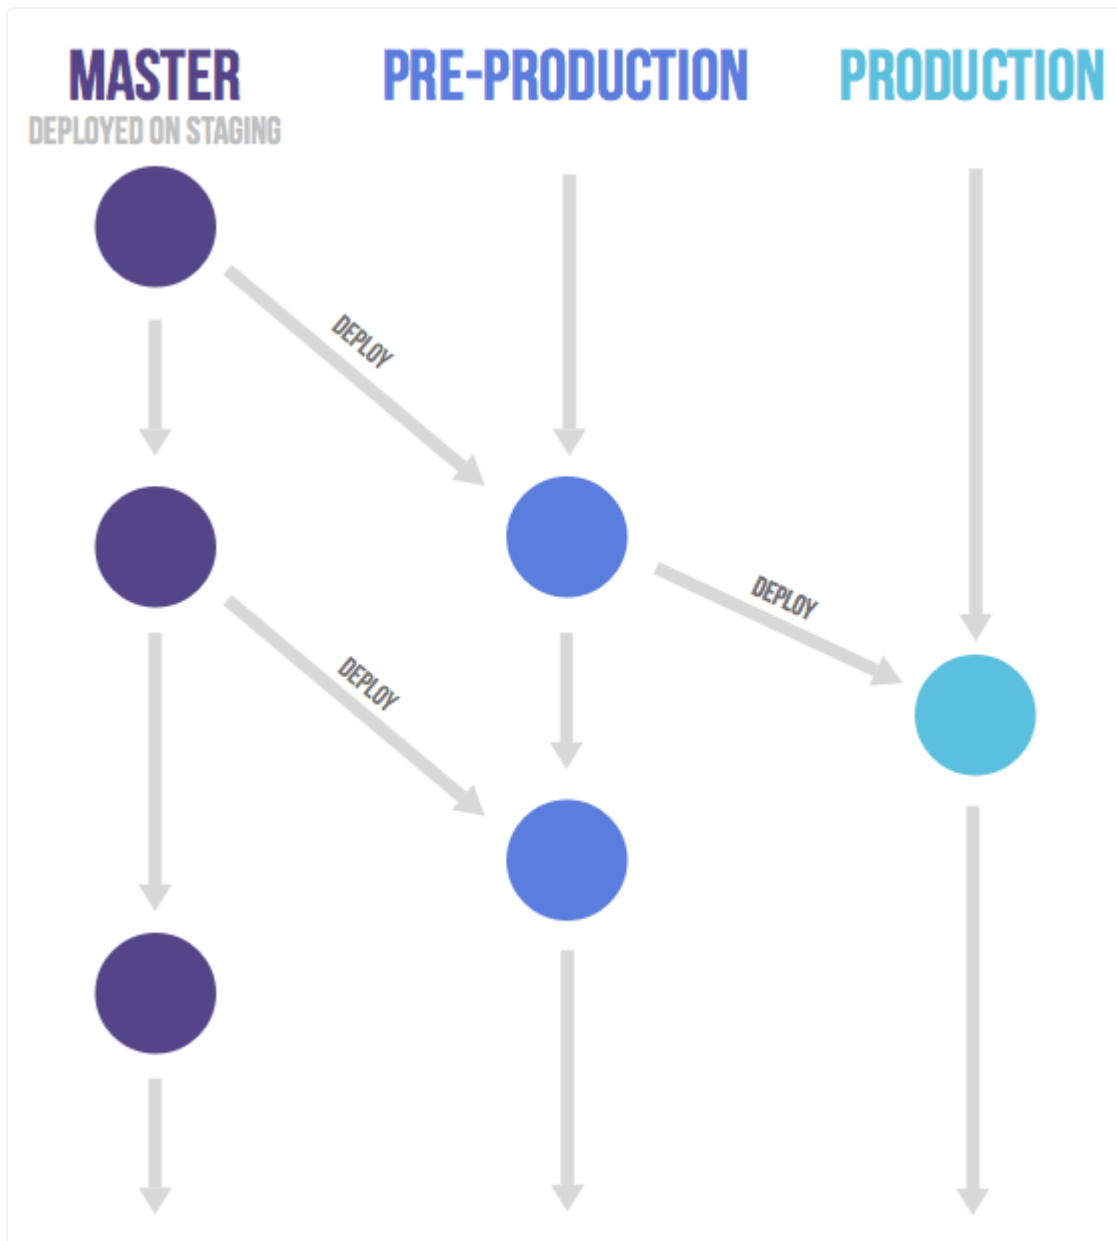 MASTER
DEPLOYED ON STAGING
PRE-PRODUCTION
PRODUCTION
DEPLOY
DEPLOY
DEPLOY